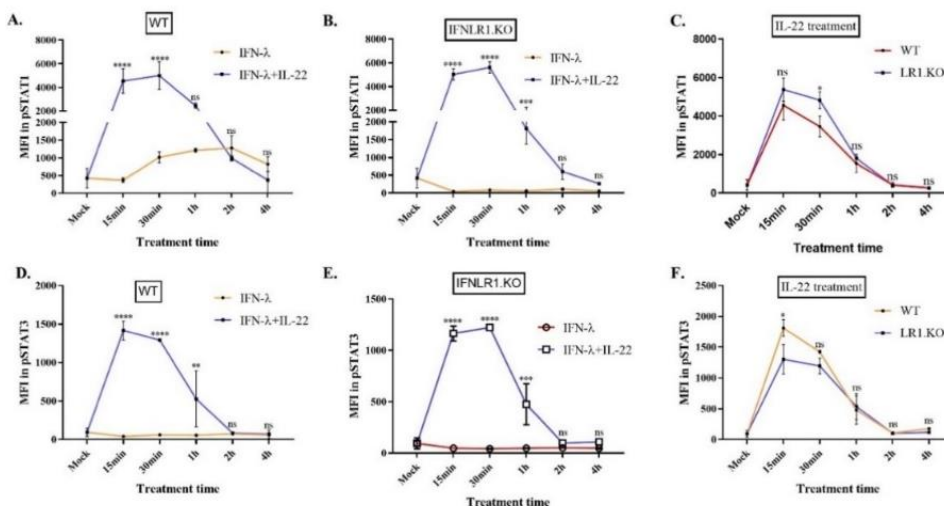 A.
WT
IFN-λ
IFN-λ+IL-22
MFI in pSTAT1
8000
6000
4000
2000
2000
1500
1000
500
0
****
****
ns
ns
ns
Mock
15min
30min
1h
2h
4h
Treatment time
B.
IFNLR1.KO
IFN-λ
IFN-λ+IL-22
MFI in pSTAT1
8000
6000
4000
2000
2000
1500
1000
500
0
****
****
***
ns
ns
Mock
15min
30min
1h
2h
4h
Treatment time
C.
IL-22 treatment
WT
LR1.KO
MFI in pSTAT1
8000
6000
4000
2000
0
ns
*
ns
ns
ns
Mock
15min
30min
1h
2h
4h
Treatment time
D.
WT
IFN-λ
IFN-λ+IL-22
MFI in pSTAT3
2000
1500
1000
500
0
****
****
**
ns
ns
Mock
15min
30min
1h
2h
4h
Treatment time
E.
IFNLR1.KO
IFN-λ
IFN-λ+IL-22
MFI in pSTAT3
1500
1000
500
0
****
****
***
ns
ns
Mock
15min
30min
1h
2h
4h
Treatment time
F.
IL-22 treatment
WT
LR1.KO
MFI in pSTAT3
2500
2000
1500
1000
500
0
*
ns
ns
ns
ns
Mock
15min
30min
1h
2h
4h
Treatment time